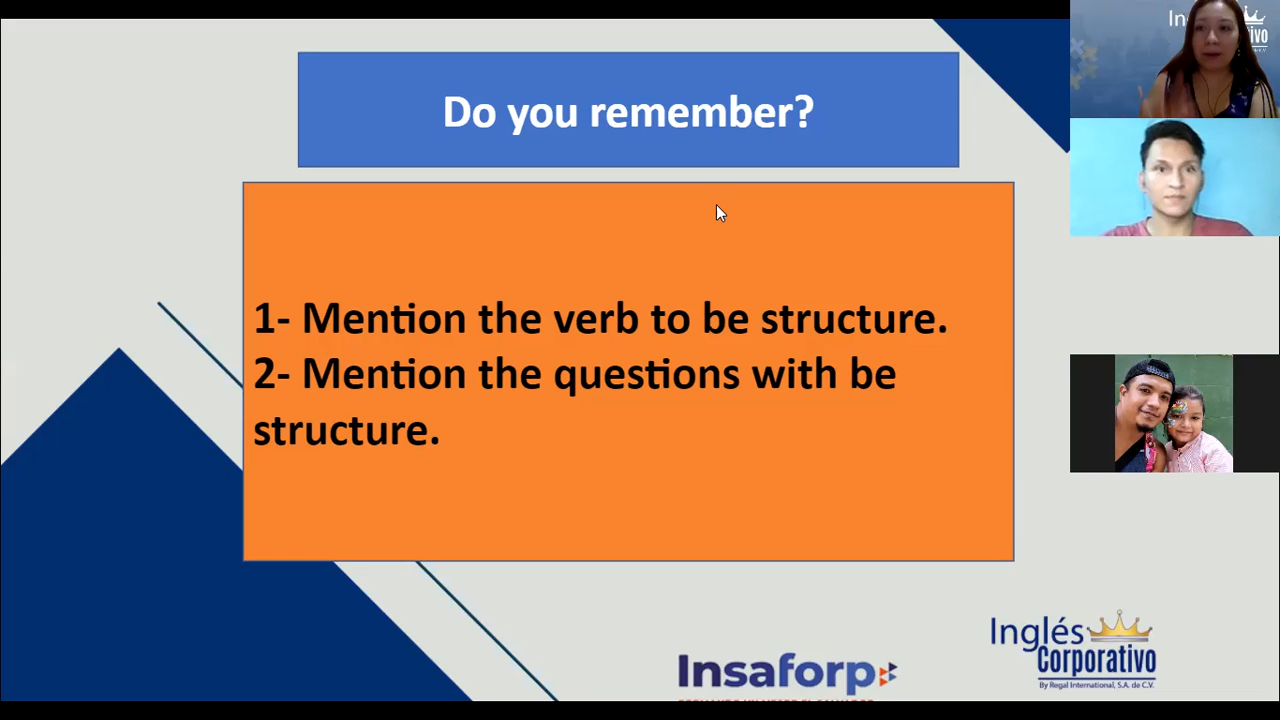 Do you remember?
1- Mention the verb to be structure.
2- Mention the questions with be
structure.
Inglés
Corporativo
By Regal International, S.A. de C.V.
Insaforp